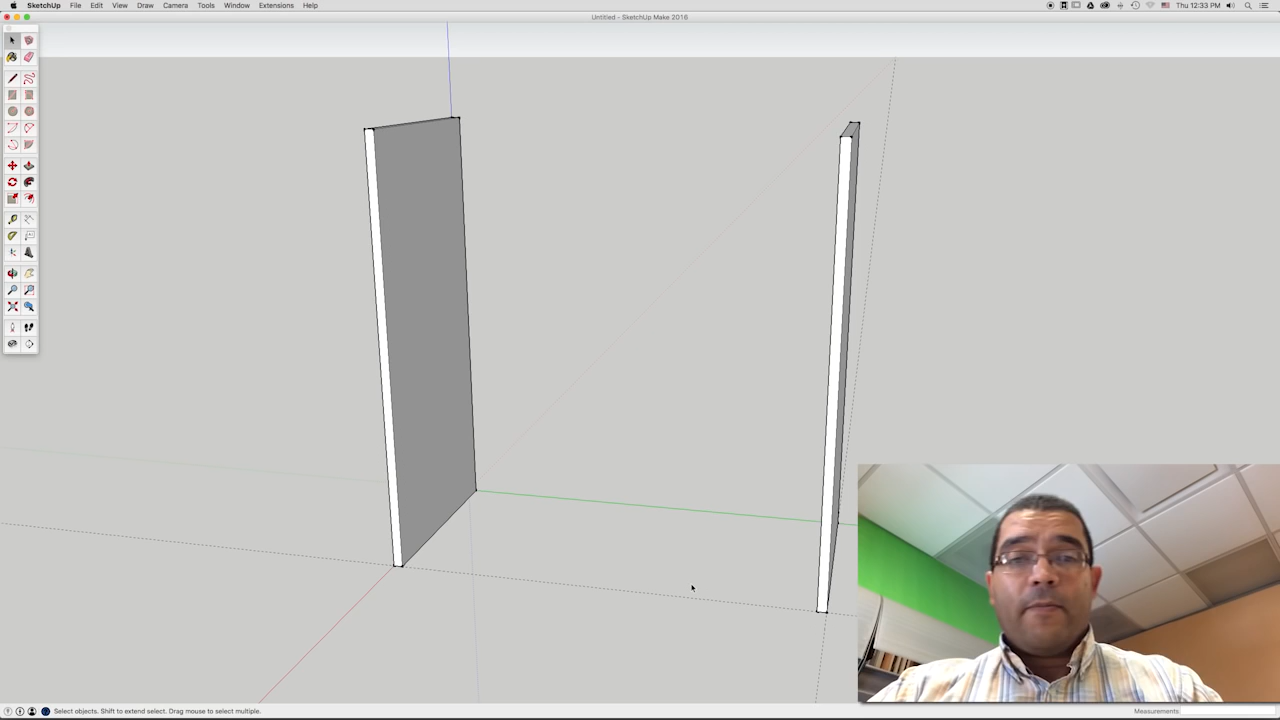 SketchUp File Edit View Draw Camera Tools Window Extensions Help Thu 12:33 PM
Untitled - SketchUp Make 2016
Select objects. Shift to extend select. Drag mouse to select multiple. Measurements